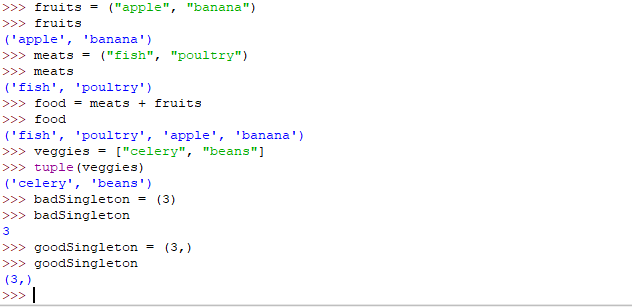 >>> fruits = ("apple", "banana")
>>> fruits
('apple', 'banana')
>>> meats = ("fish", "poultry")
>>> meats
('fish', 'poultry')
>>> food = meats + fruits
>>> food
('fish', 'poultry', 'apple', 'banana')
>>> veggies = ["celery", "beans"]
>>> tuple(veggies)
('celery', 'beans')
>>> badSingleton = (3)
>>> badSingleton
3
>>> goodSingleton = (3,)
>>> goodSingleton
(3,)
>>>